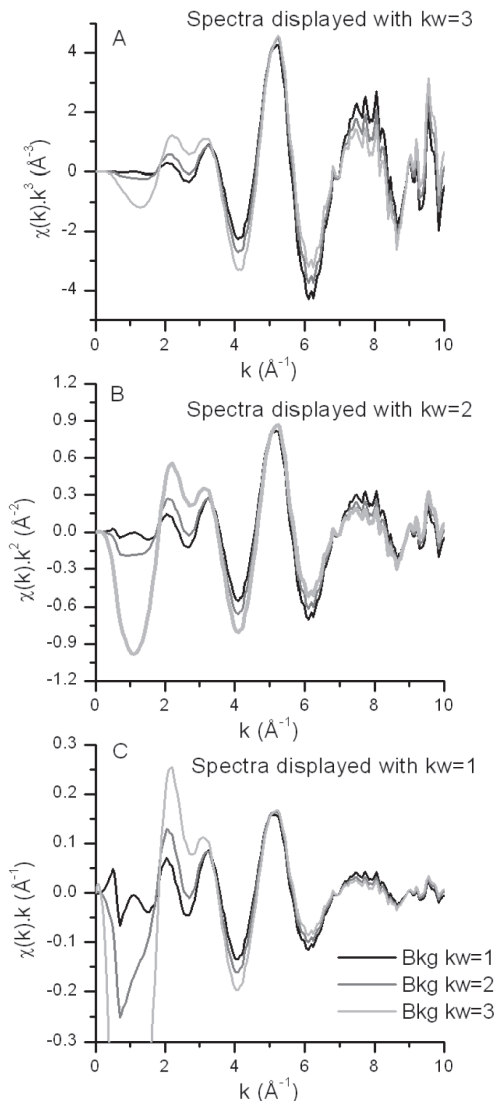 Spectra displayed with kw=3
A
4
2
0
-2
-4
χ(k).k³ (Å⁻³)
0 2 4 6 8 10
k (Å⁻¹)
1.2
B
Spectra displayed with kw=2
0.9
0.6
0.3
0.0
-0.3
-0.6
-0.9
-1.2
χ(k).k² (Å⁻²)
0 2 4 6 8 10
k (Å⁻¹)
0.3
C
Spectra displayed with kw=1
0.2
0.1
0.0
-0.1
-0.2
-0.3
χ(k).k (Å⁻¹)
Bkg kw=1
Bkg kw=2
Bkg kw=3
0 2 4 6 8 10
k (Å⁻¹)